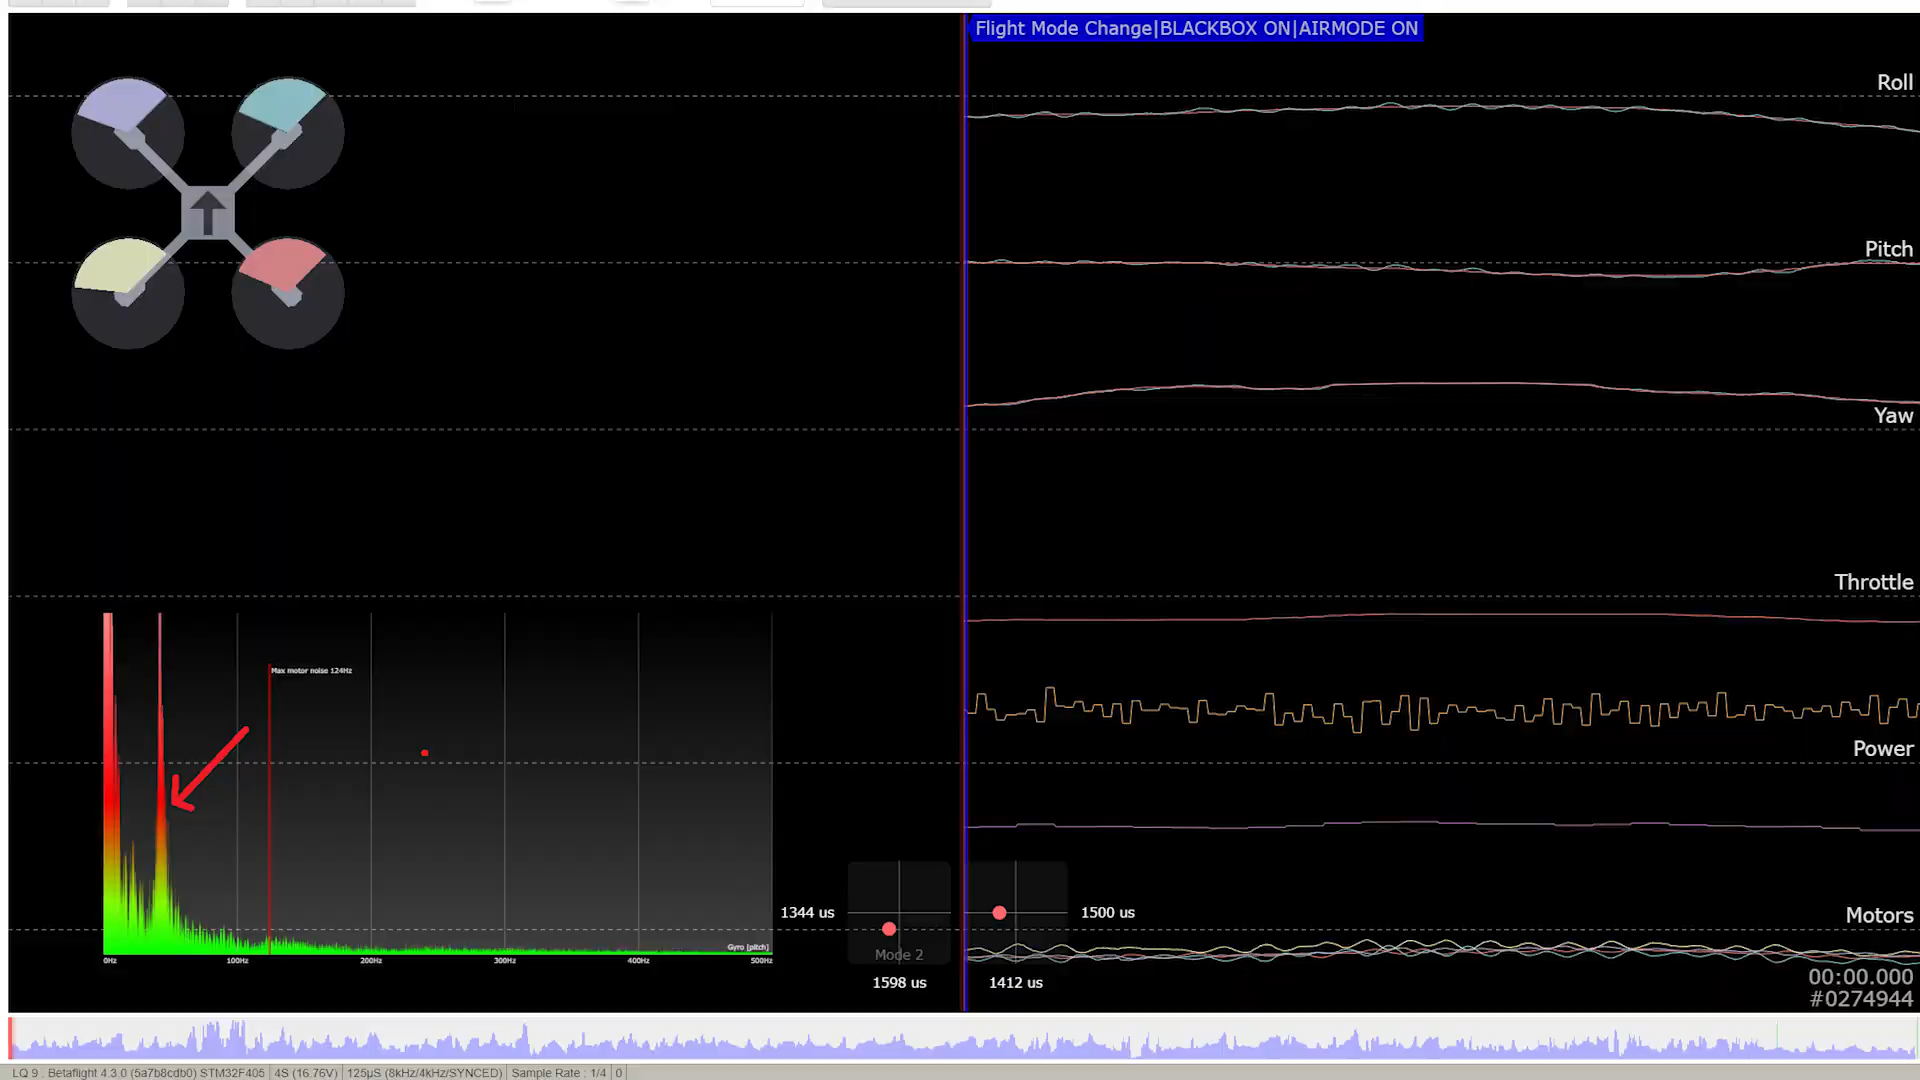 Flight Mode Change|BLACKBOX ON|AIRMODE ON
Roll
Pitch
Yaw
Throttle
Max motor noise 124Hz
Power
1344 us
1500 us
Motors
Gyro [pitch]
Mode 2
0Hz 100Hz 200Hz 300Hz 400Hz 500Hz
1598 us
1412 us
00:00.000
#0274944
LQ 9 . Betaflight 4.3.0 (5a7b8cdb0) STM32F405 4S (16.76V) 125µS (8kHz/4kHz/SYNCED) Sample Rate : 1/4 0